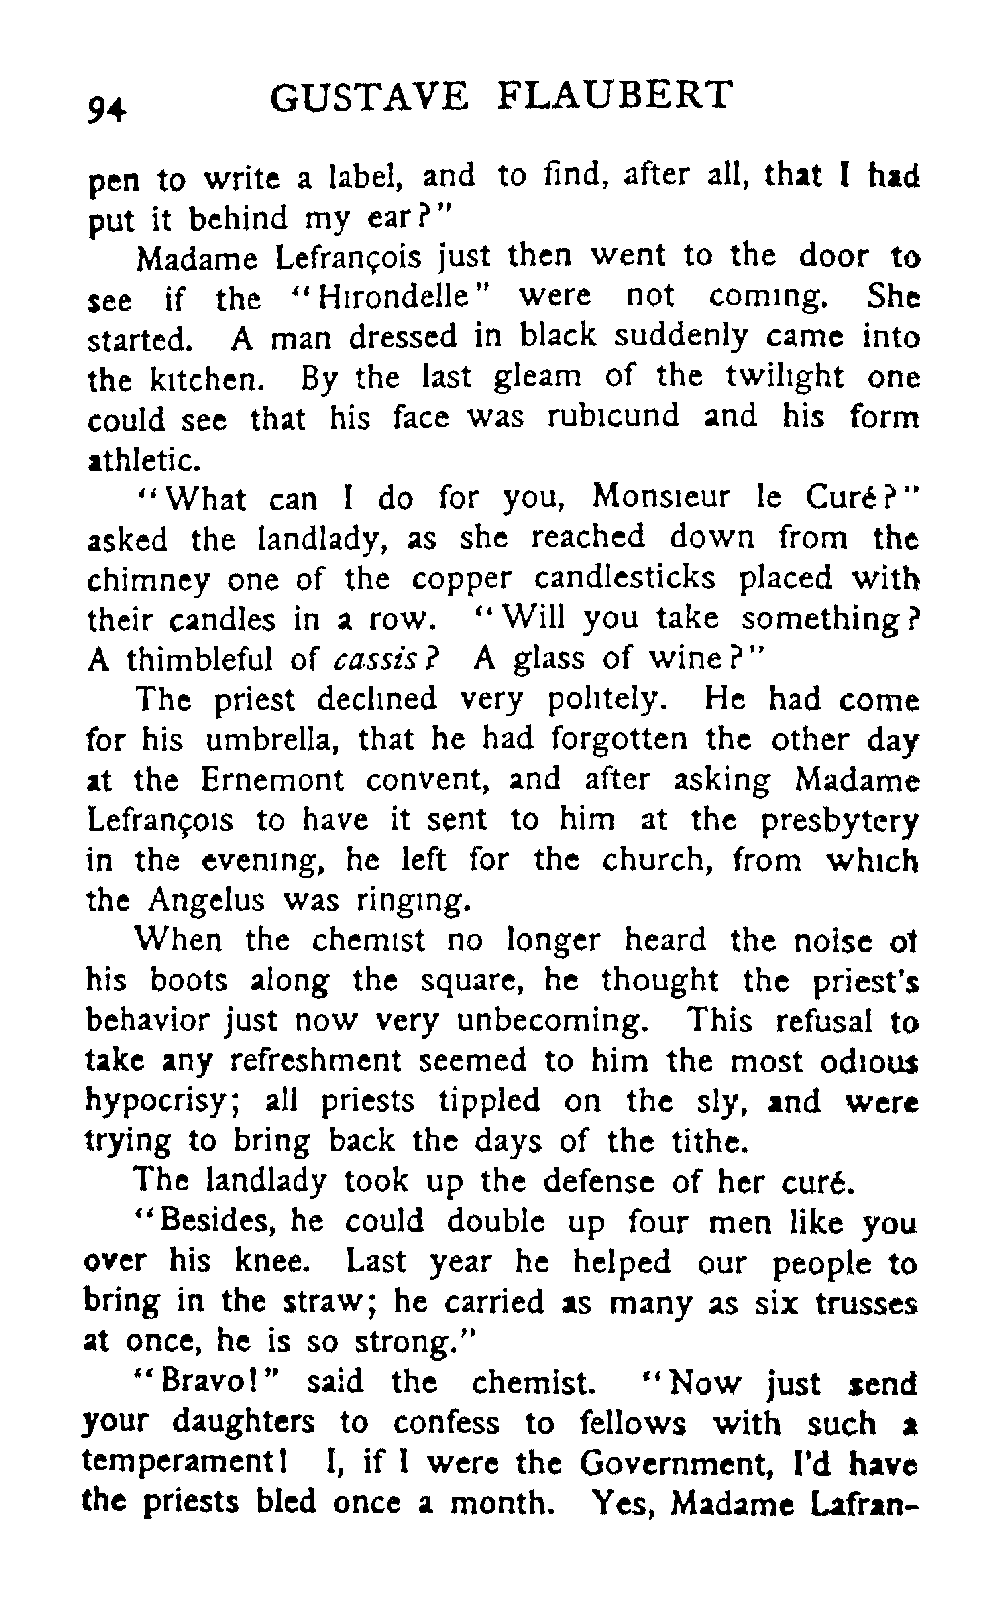 94 GUSTAVE FLAUBERT
pen to write a label, and to find, after all, that I had
put it behind my ear?"
Madame Lefrançois just then went to the door to
see if the "Hirondelle" were not coming. She
started. A man dressed in black suddenly came into
the kitchen. By the last gleam of the twilight one
could see that his face was rubicund and his form
athletic.
"What can I do for you, Monsieur le Curé?"
asked the landlady, as she reached down from the
chimney one of the copper candlesticks placed with
their candles in a row. "Will you take something?
A thimbleful of cassis? A glass of wine?"
The priest declined very politely. He had come
for his umbrella, that he had forgotten the other day
at the Ernemont convent, and after asking Madame
Lefrançois to have it sent to him at the presbytery
in the evening, he left for the church, from which
the Angelus was ringing.
When the chemist no longer heard the noise of
his boots along the square, he thought the priest's
behavior just now very unbecoming. This refusal to
take any refreshment seemed to him the most odious
hypocrisy; all priests tippled on the sly, and were
trying to bring back the days of the tithe.
The landlady took up the defense of her curé.
"Besides, he could double up four men like you
over his knee. Last year he helped our people to
bring in the straw; he carried as many as six trusses
at once, he is so strong."
"Bravo!" said the chemist. "Now just send
your daughters to confess to fellows with such a
temperament! I, if I were the Government, I'd have
the priests bled once a month. Yes, Madame Lafran-